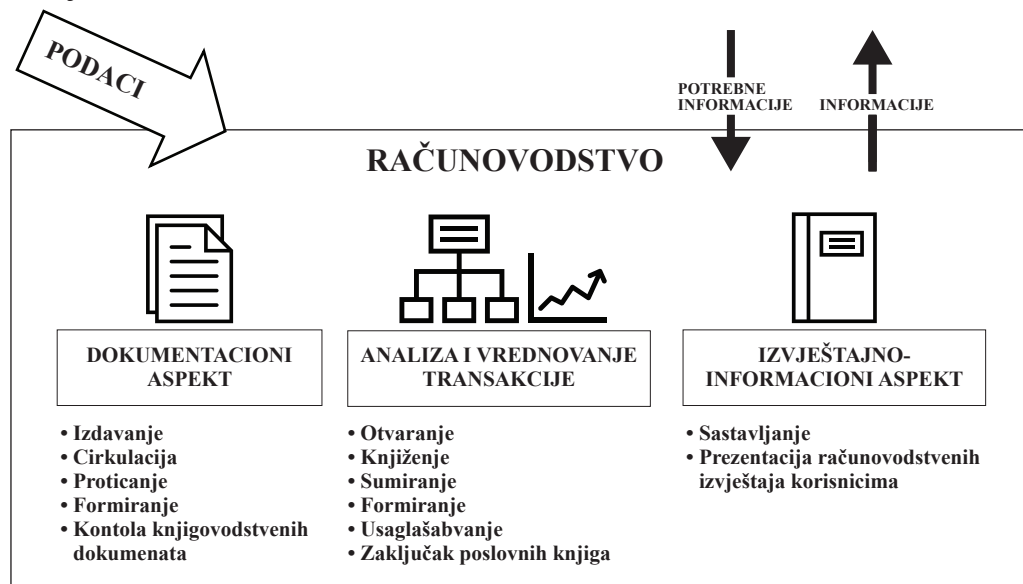 PODACI
POTREBNE
INFORMACIJE
INFORMACIJE
RAČUNOVODSTVO
DOKUMENTACIONI
ASPEKT
• Izdavanje
• Cirkulacija
• Proticanje
• Formiranje
• Kontola knjigovodstvenih
dokumenata
ANALIZA I VREDNOVANJE
TRANSAKCIJE
• Otvaranje
• Knjiženje
• Sumiranje
• Formiranje
• Usaglašabvanje
• Zaključak poslovnih knjiga
IZVJEŠTAJNO-
INFORMACIONI ASPEKT
• Sastavljanje
• Prezentacija računovodstvenih
izvještaja korisnicima